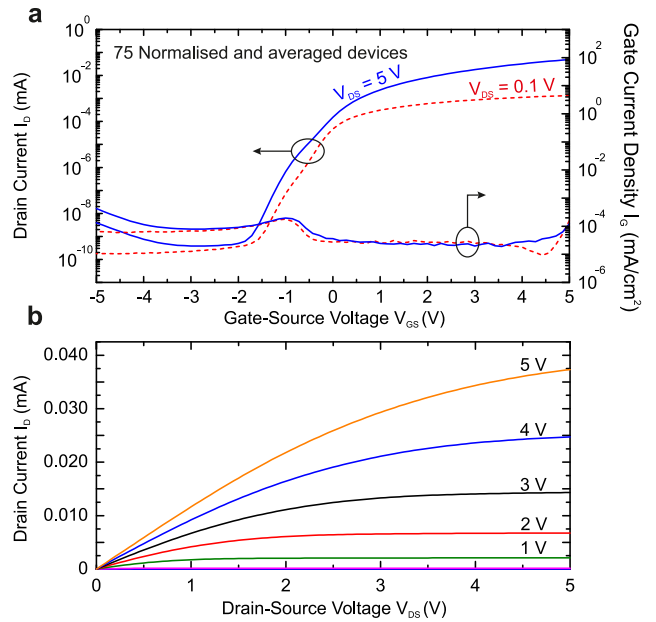 a
75 Normalised and averaged devices
V_DS = 5 V
V_DS = 0.1 V
Drain Current I_D (mA)
10^0
10^-2
10^-4
10^-6
10^-8
10^-10
Gate Current Density I_G (mA/cm²)
10^2
10^0
10^-2
10^-4
10^-6
-5 -4 -3 -2 -1 0 1 2 3 4 5
Gate-Source Voltage V_GS (V)
b
Drain Current I_D (mA)
0.040
0.030
0.020
0.010
0
5 V
4 V
3 V
2 V
1 V
0 1 2 3 4 5
Drain-Source Voltage V_DS (V)